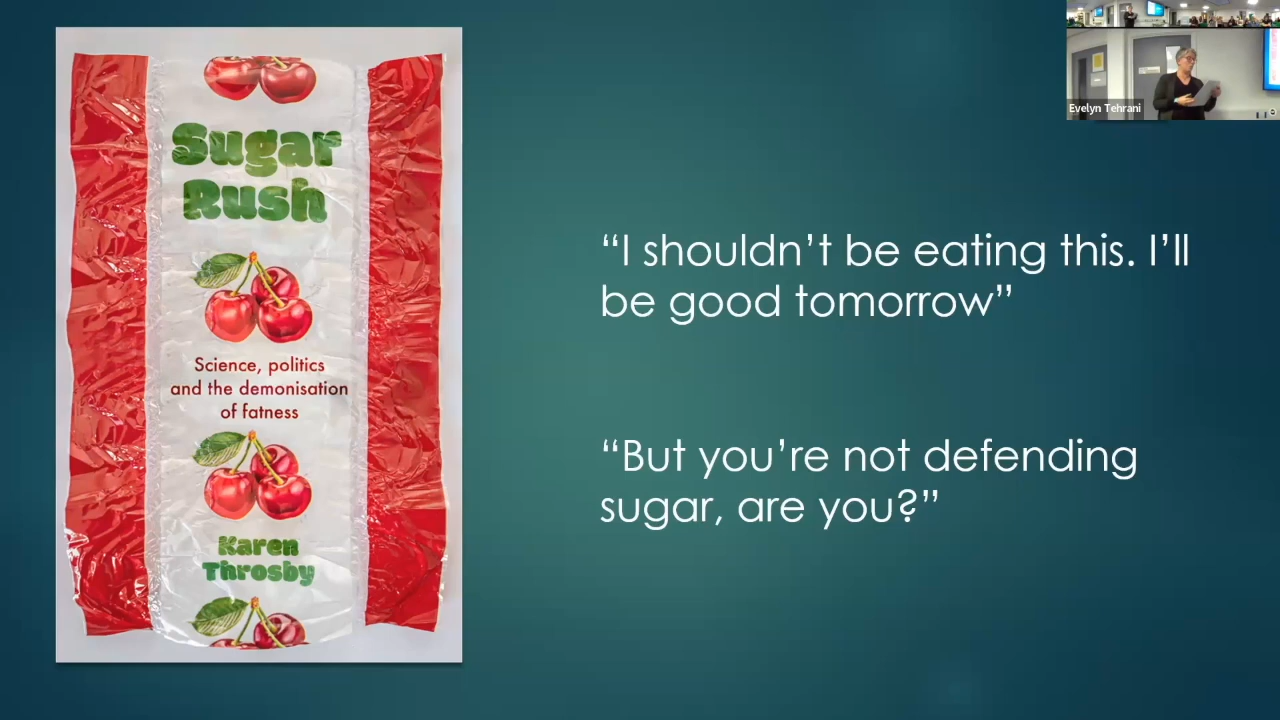 Sugar
Rush
Science, politics
and the demonisation
of fatness
Karen
Throsby
“I shouldn’t be eating this. I’ll
be good tomorrow”
“But you’re not defending
sugar, are you?”
Evelyn Tehrani